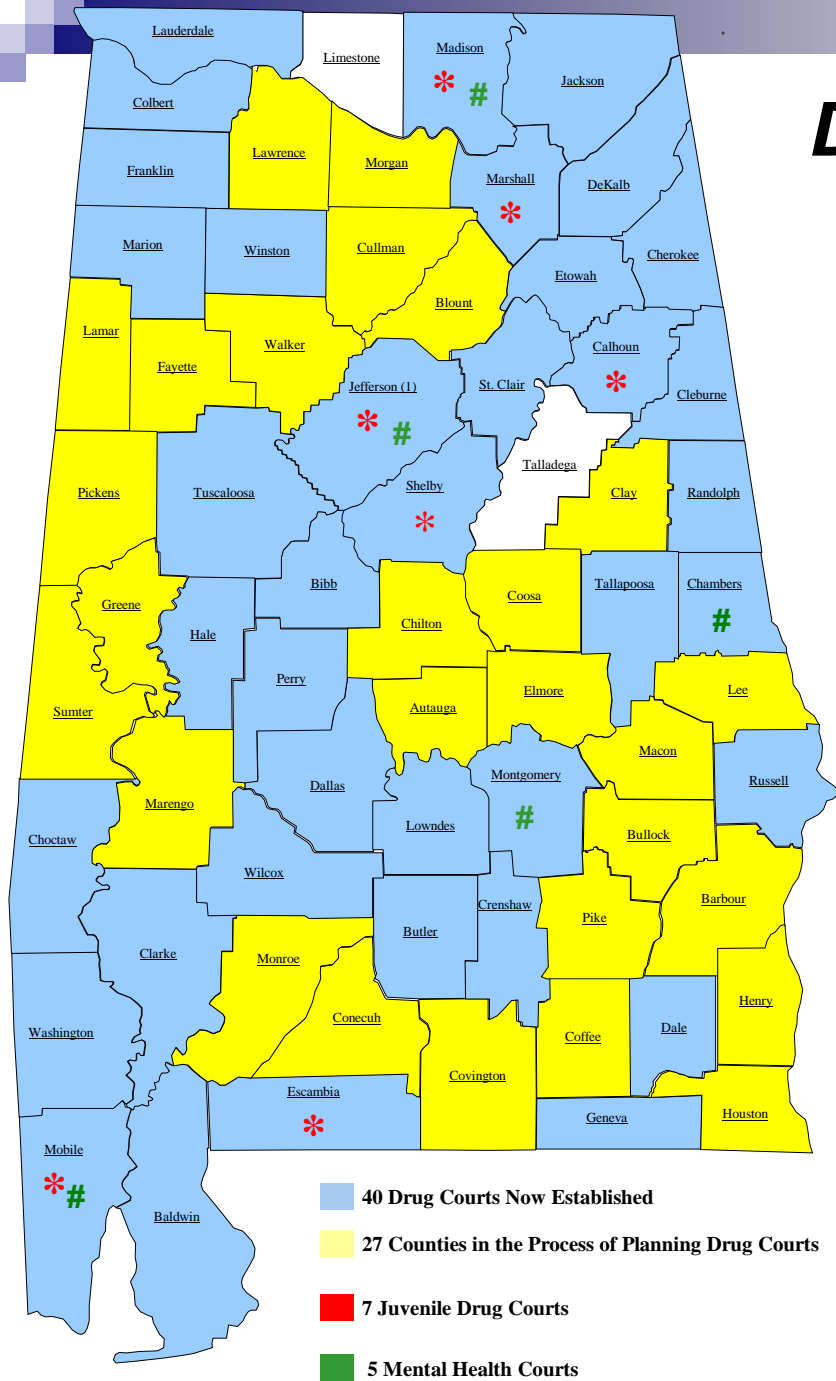 Lauderdale
Limestone
Madison
* #
Jackson
Colbert
D
Lawrence
Morgan
Franklin
Marshall
*
DeKalb
Marion
Winston
Cullman
Cherokee
Etowah
Blount
Lamar
Walker
Calhoun
*
Fayette
Jefferson (1)
* #
St. Clair
Cleburne
Talladega
Pickens
Tuscaloosa
Shelby
*
Clay
Randolph
Bibb
Tallapoosa
Chambers
#
Greene
Coosa
Hale
Chilton
Perry
Elmore
Lee
Sumter
Autauga
Macon
Montgomery
#
Russell
Dallas
Marengo
Lowndes
Bullock
Choctaw
Wilcox
Crenshaw
Barbour
Butler
Pike
Clarke
Monroe
Henry
Conecuh
Washington
Coffee
Dale
Covington
Escambia
*
Geneva
Houston
Mobile
*#
Baldwin
40 Drug Courts Now Established
27 Counties in the Process of Planning Drug Courts
7 Juvenile Drug Courts
5 Mental Health Courts